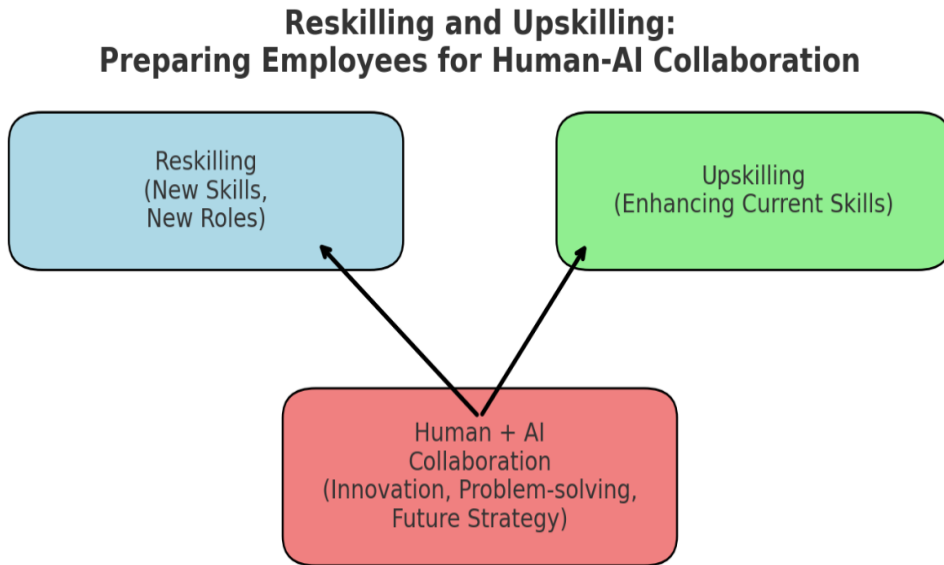 Reskilling and Upskilling:
Preparing Employees for Human-AI Collaboration
Reskilling
(New Skills,
New Roles)
Upskilling
(Enhancing Current Skills)
Human + AI
Collaboration
(Innovation, Problem-solving,
Future Strategy)